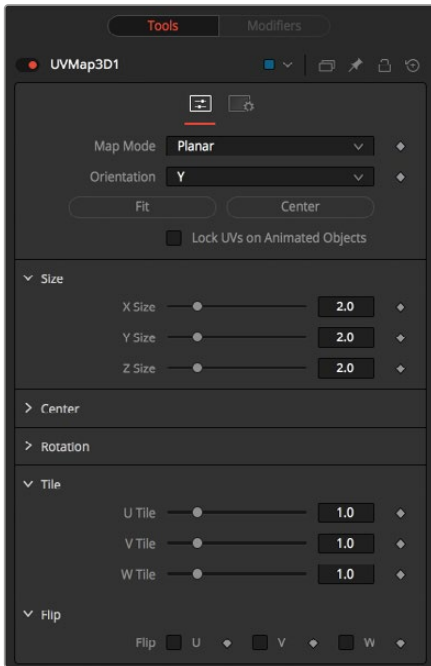 Tools Modifiers
UVMap3D1
Map Mode Planar
Orientation Y
Fit Center
Lock UVs on Animated Objects
Size
X Size 2.0
Y Size 2.0
Z Size 2.0
Center
Rotation
Tile
U Tile 1.0
V Tile 1.0
W Tile 1.0
Flip
Flip U V W